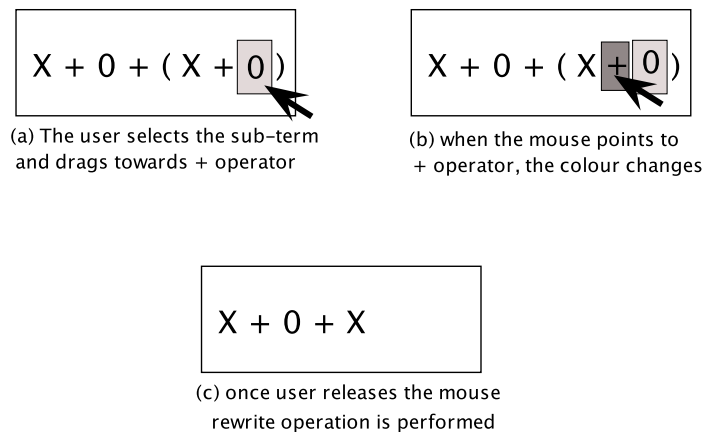 X + 0 + ( X + 0 )
(a) The user selects the sub-term
and drags towards + operator
X + 0 + ( X + 0 )
(b) when the mouse points to
+ operator, the colour changes
X + 0 + X
(c) once user releases the mouse
rewrite operation is performed